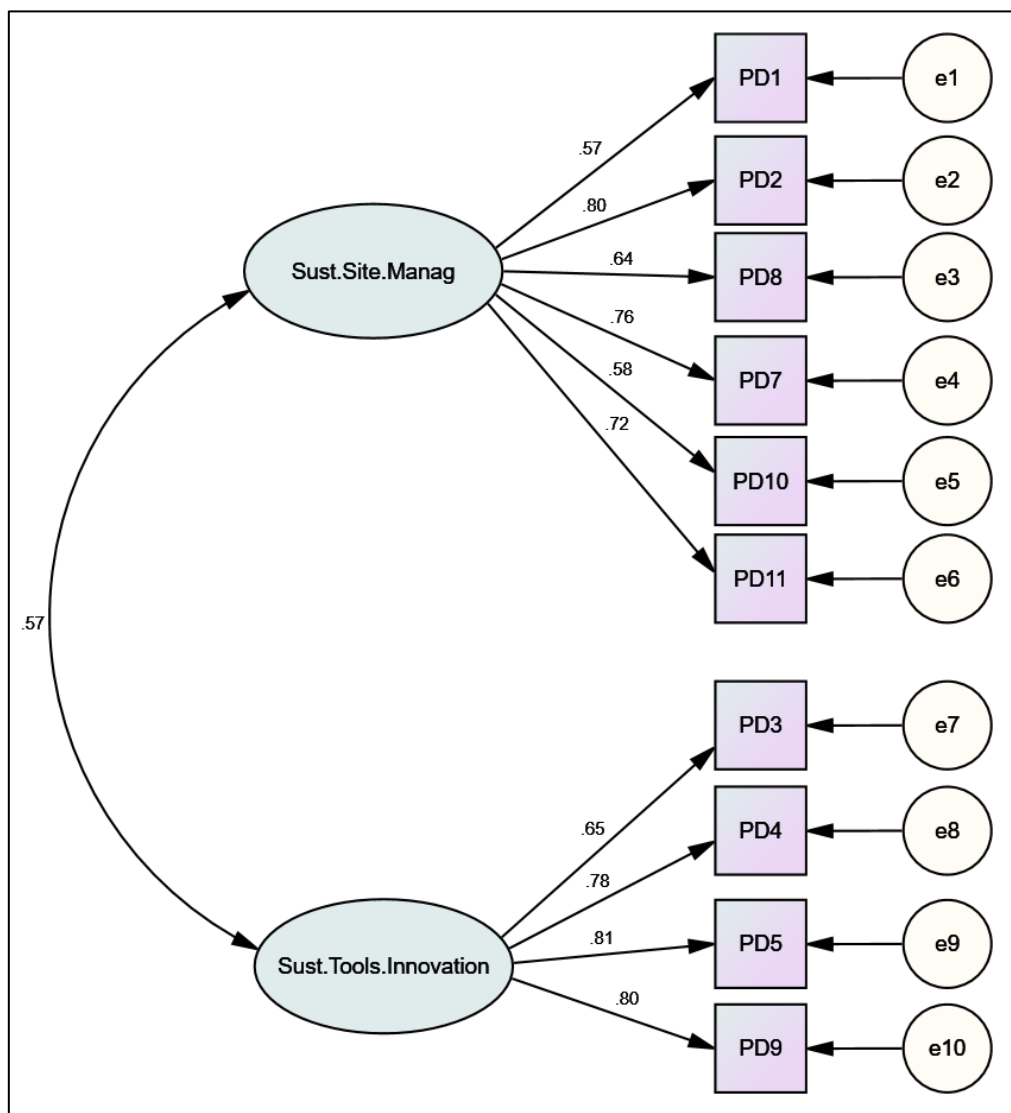 PD1
e1
.57
PD2
e2
.80
Sust.Site.Manag
.64
PD8
e3
.76
PD7
e4
.58
PD10
e5
.72
PD11
e6
.57
PD3
e7
.65
PD4
e8
.78
PD5
e9
.81
Sust.Tools.Innovation
.80
PD9
e10